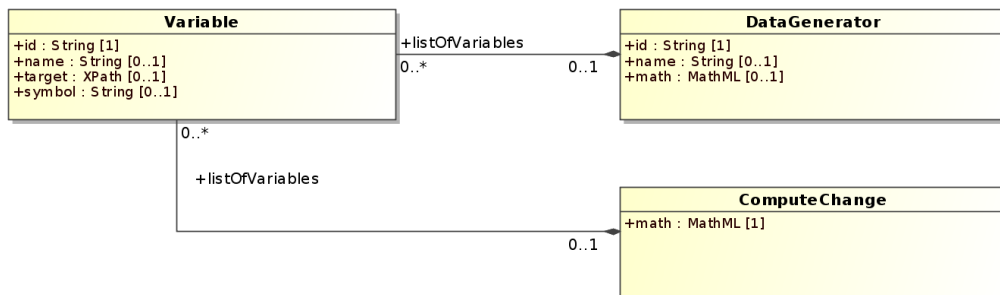 Variable
+id : String [1]
+name : String [0..1]
+target : XPath [0..1]
+symbol : String [0..1]
+listOfVariables
0..*
0..1
DataGenerator
+id : String [1]
+name : String [0..1]
+math : MathML [0..1]
0..*
+listOfVariables
0..1
ComputeChange
+math : MathML [1]